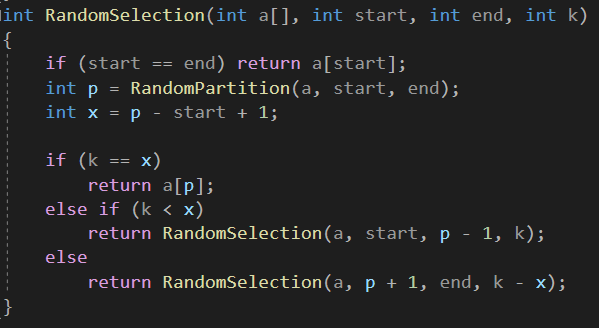 int RandomSelection(int a[], int start, int end, int k)
{
    if (start == end) return a[start];
    int p = RandomPartition(a, start, end);
    int x = p - start + 1;

    if (k == x)
        return a[p];
    else if (k < x)
        return RandomSelection(a, start, p - 1, k);
    else
        return RandomSelection(a, p + 1, end, k - x);
}